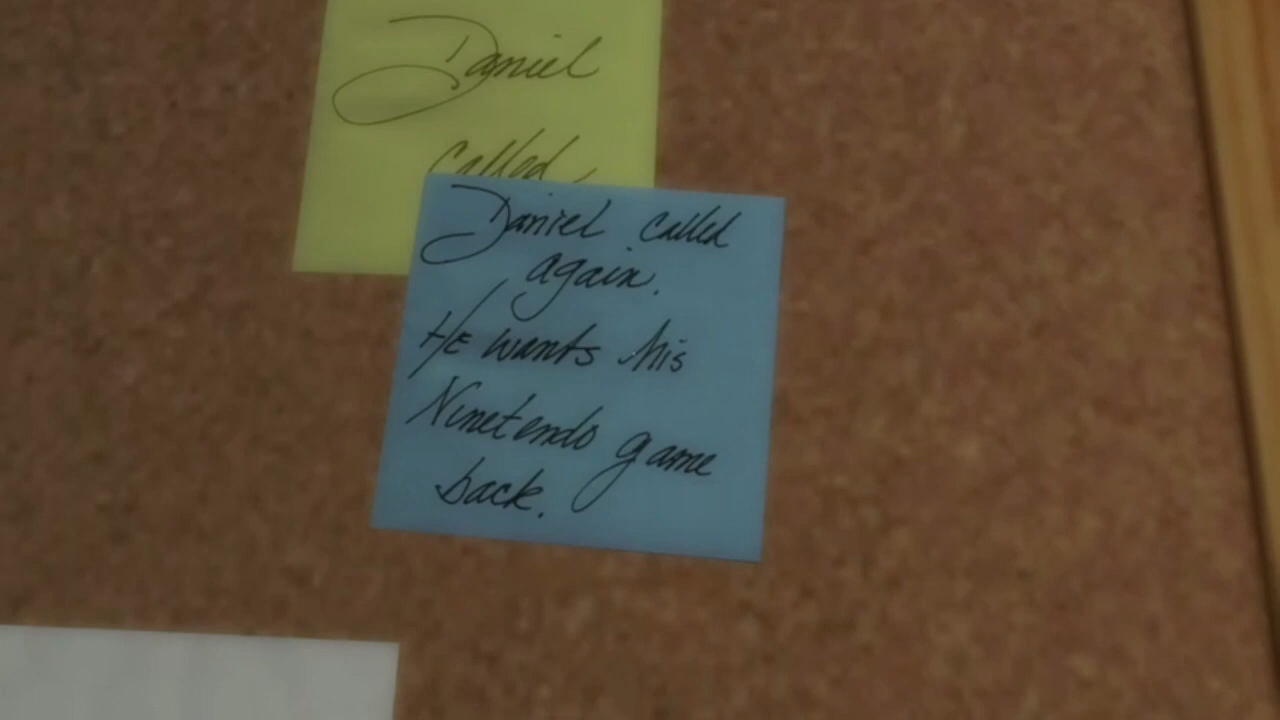 Daniel
called
Daniel called
again.
He wants his
Ninetendo game
back.